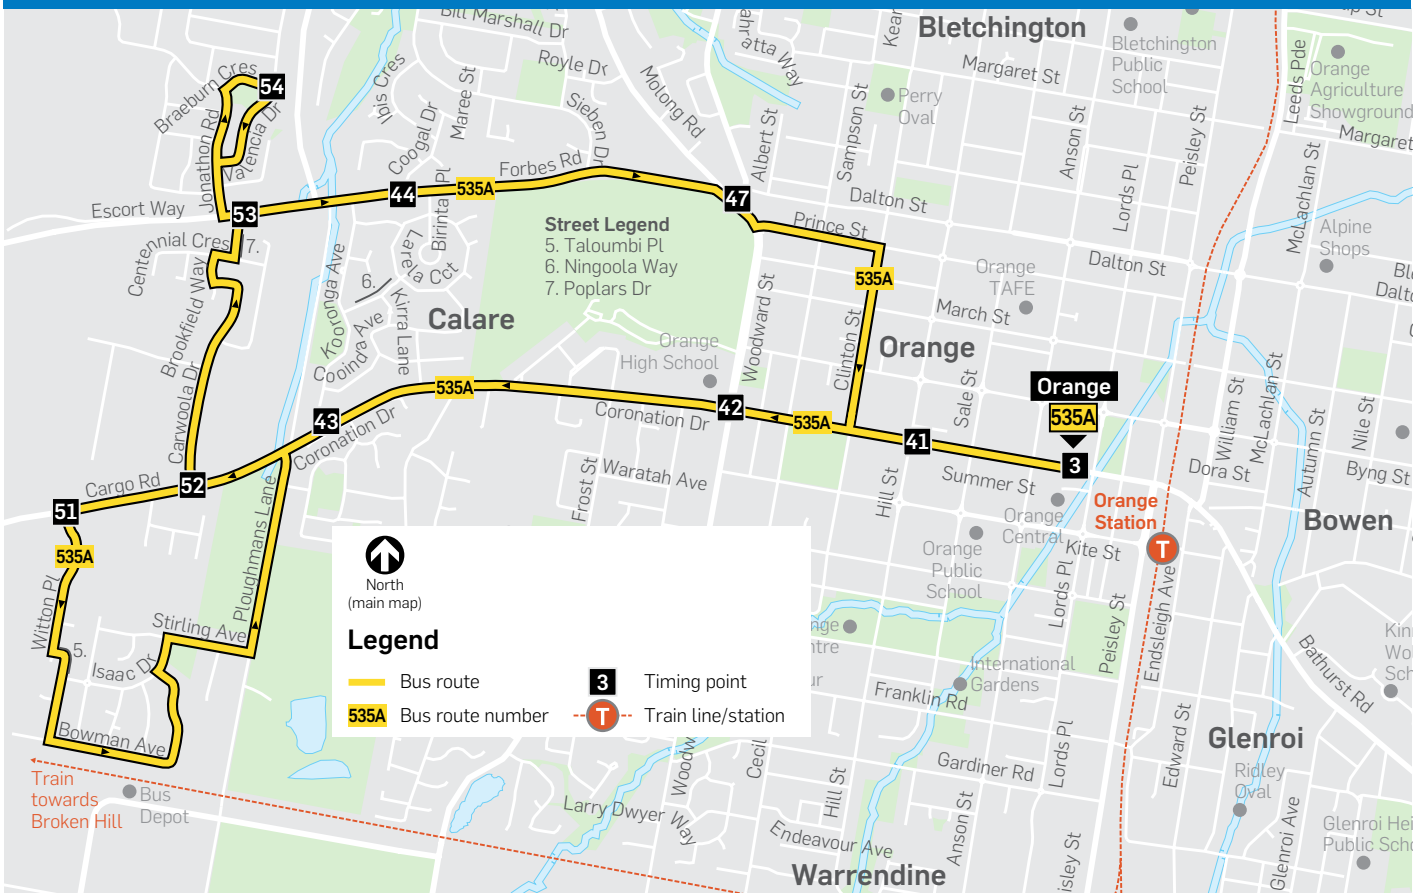 Bill Marshall Dr
Bletchington
Bletchington
Public
School
Leeds Pde
Orange
Agriculture
Showground
Margaret
Margaret St
Royle Dr
Molong Rd
atta Way
Ibis Cres
Maree St
Sieben Dr
Perry
Oval
Sampson St
Albert St
Anson St
Peisley St
Lords Pl
McLachlan St
Braeburn Cres
54
Jonathon Rd
Valencia Dr
Coogal Dr
Forbes Rd
535A
44
47
53
Escort Way
Birintal Pl
Dalton St
Prince St
Dalton St
Alpine
Shops
Street Legend
5. Taloumbi Pl
6. Ningoola Way
7. Poplars Dr
Centennial Cres
7.
Larela Cct
6.
Kooronga Ave
Kirra Lane
Cooindra Ave
Calare
Brookfield Way
Carwoola Dr
535A
Orange
TAFE
March St
Orange
High School
Woodward St
Clinton St
Orange
Sale St
Orange
535A
3
535A
Coronation Dr
42
535A
41
43
Coronation Dr
William St
McLachlan St
Autumn St
Nile St
Byng St
Dora St
Summer St
Hill St
Frost St
Waratah Ave
Cargo Rd
52
51
Orange
Station
T
Orange
Central
Kite St
Bowen
Orange
Public
School
Lords Pl
Peisley St
Endsleigh Ave
535A
Witton Pl
Ploughmans Lane
Stirling Ave
5.
Isaac Dr
Bowman Ave
North
(main map)
Legend
Bus route
3
Timing point
535A
Bus route number
T
Train line/station
International
Gardens
Franklin Rd
Bathurst Rd
Glenroi
Ridley
Oval
Edward St
Lords Pl
Gardiner Rd
Glenroi Ave
Hill St
Anson St
Larry Dwyer Way
Endeavour Ave
Warrendine
Train
towards
Broken Hill
Bus
Depot